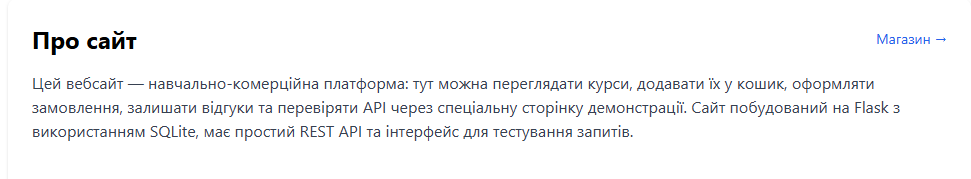 Про сайт
Магазин →
Цей вебсайт — навчально-комерційна платформа: тут можна переглядати курси, додавати їх у кошик, оформляти
замовлення, залишати відгуки та перевіряти API через спеціальну сторінку демонстрації. Сайт побудований на Flask з
використанням SQLite, має простий REST API та інтерфейс для тестування запитів.